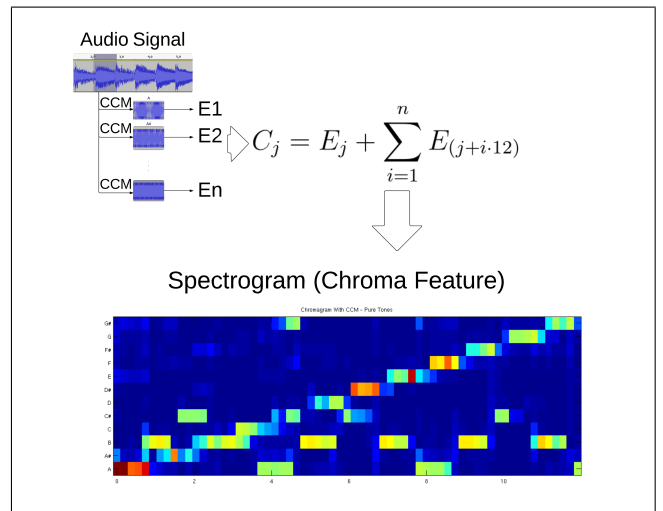 Audio Signal
CCM A E1
CCM A# E2
CCM En
C_j = E_j + \sum_{i=1}^{n} E_{(j+i·12)}
Spectrogram (Chroma Feature)
Chromagram With CCM - Pure Tones
G#
G
F#
F
E
D#
D
C#
C
B
A#
A
0 2 4 6 8 10